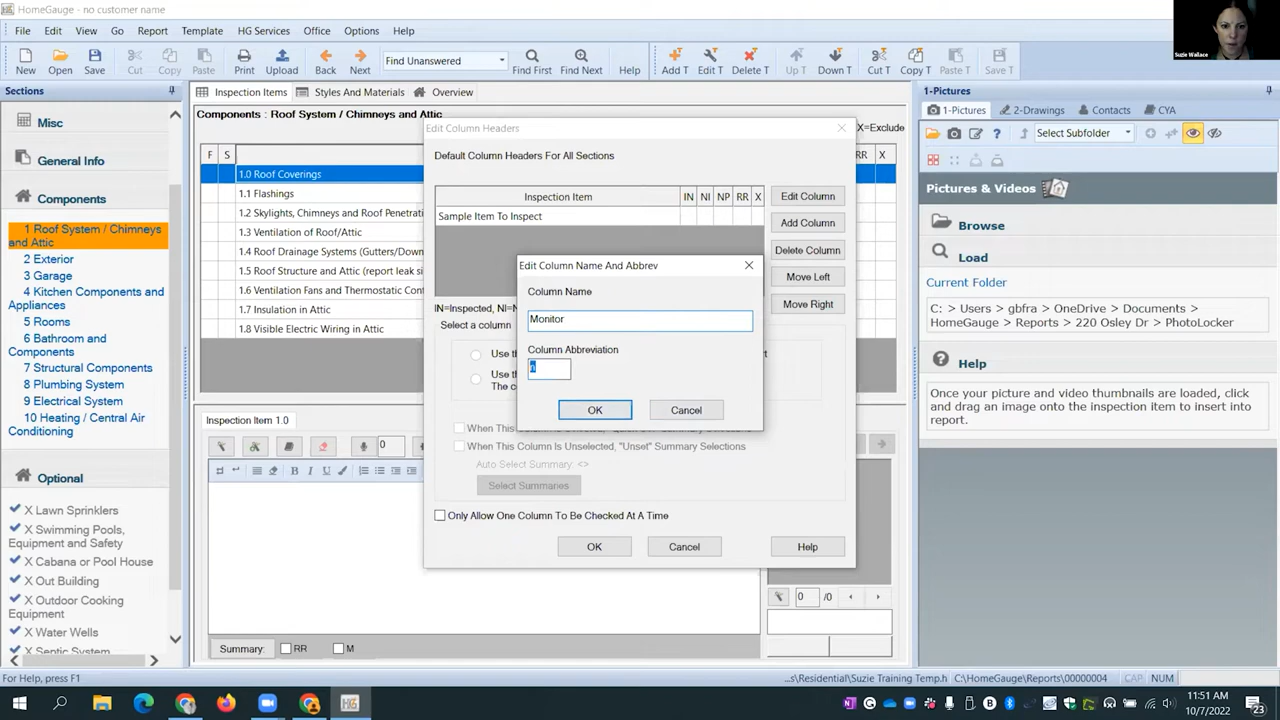 HomeGauge - no customer name
File Edit View Go Report Template HG Services Office Options Help
Suzie Wallace
New Open Save Cut Copy Paste Print Upload Back Next Find Unanswered Find First Find Next Help Add T Edit T Delete T Up T Down T Cut T Copy T Paste T Save T
Sections
Misc
General Info
Components
1 Roof System / Chimneys
and Attic
2 Exterior
3 Garage
4 Kitchen Components and
Appliances
5 Rooms
6 Bathroom and
Components
7 Structural Components
8 Plumbing System
9 Electrical System
10 Heating / Central Air
Conditioning
Optional
X Lawn Sprinklers
X Swimming Pools,
Equipment and Safety
X Cabana or Pool House
X Out Building
X Outdoor Cooking
Equipment
X Water Wells
X Septic System
Inspection Items Styles And Materials Overview
Components : Roof System / Chimneys and Attic
X=Exclude
F S RR X
1.0 Roof Coverings
1.1 Flashings
1.2 Skylights, Chimneys and Roof Penetrati
1.3 Ventilation of Roof/Attic
1.4 Roof Drainage Systems (Gutters/Down
1.5 Roof Structure and Attic (report leak si
1.6 Ventilation Fans and Thermostatic Cont
1.7 Insulation in Attic
1.8 Visible Electric Wiring in Attic
Inspection Item 1.0
0
B I U
Summary: RR M
0 /0
Edit Column Headers
Default Column Headers For All Sections
Inspection Item IN NI NP RR X
Sample Item To Inspect
Edit Column
Add Column
Delete Column
Move Left
Move Right
IN=Inspected, NI=N
Select a column
Use th
Use th
The c
When This Column Is Unselected, "Unset" Summary Selections
Auto Select Summary: <>
Select Summaries
Only Allow One Column To Be Checked At A Time
OK Cancel Help
Edit Column Name And Abbrev
Column Name
Monitor
Column Abbreviation
OK Cancel
1-Pictures
1-Pictures 2-Drawings Contacts CYA
Select Subfolder
Pictures & Videos
Browse
Load
Current Folder
C: > Users > gbfra > OneDrive > Documents >
HomeGauge > Reports > 220 Osley Dr > PhotoLocker
Help
Once your picture and video thumbnails are loaded, click
and drag an image onto the inspection item to insert into
report.
For Help, press F1
...s\Residential\Suzie Training Temp.h C:\HomeGauge\Reports\00000004 CAP NUM
11:51 AM
10/7/2022
23